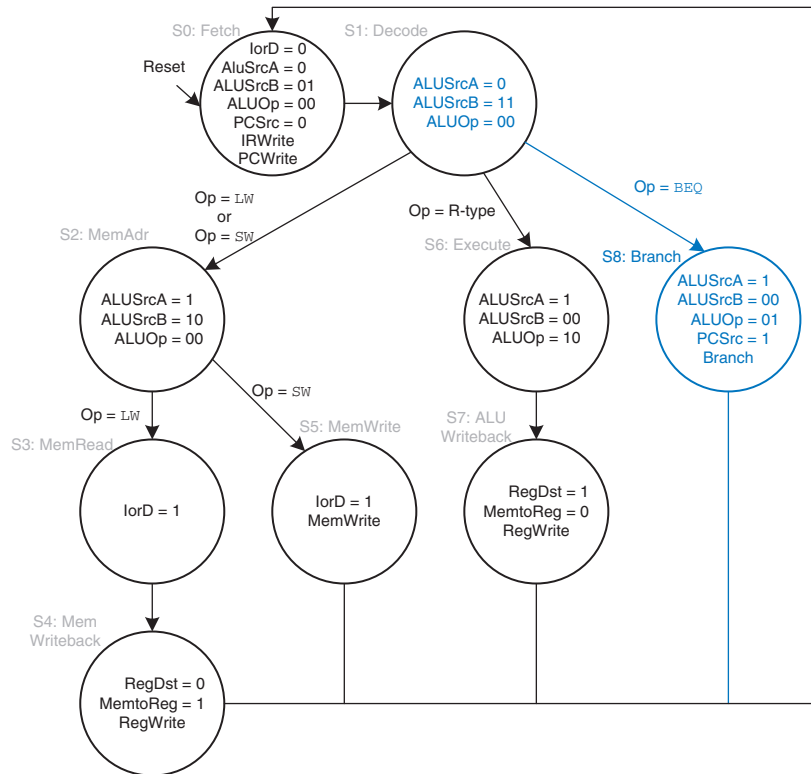 S0: Fetch
IorD = 0
AluSrcA = 0
ALUSrcB = 01
ALUOp = 00
PCSrc = 0
IRWrite
PCWrite
Reset
S1: Decode
ALUSrcA = 0
ALUSrcB = 11
ALUOp = 00
Op = LW
or
Op = SW
Op = R-type
Op = BEQ
S2: MemAdr
ALUSrcA = 1
ALUSrcB = 10
ALUOp = 00
S6: Execute
ALUSrcA = 1
ALUSrcB = 00
ALUOp = 10
S8: Branch
ALUSrcA = 1
ALUSrcB = 00
ALUOp = 01
PCSrc = 1
Branch
Op = LW
Op = SW
S3: MemRead
IorD = 1
S5: MemWrite
IorD = 1
MemWrite
S7: ALU
Writeback
RegDst = 1
MemtoReg = 0
RegWrite
S4: Mem
Writeback
RegDst = 0
MemtoReg = 1
RegWrite